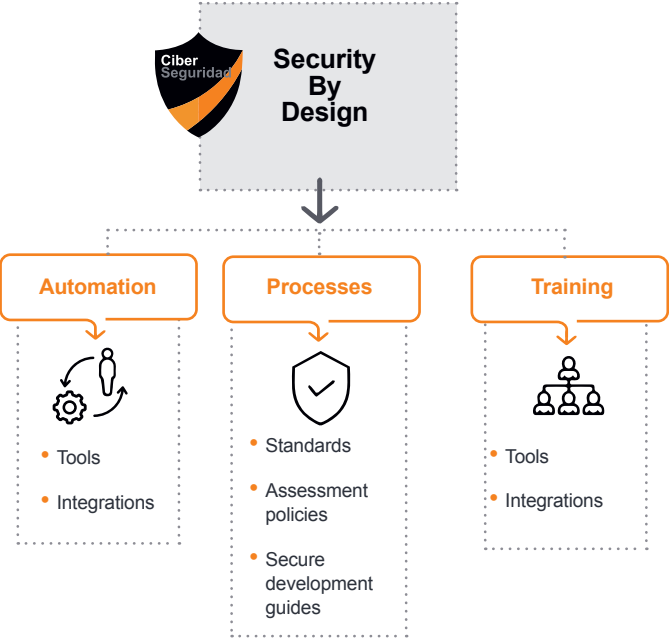 Ciber
Seguridad
Security
By
Design
Automation
Processes
Training
• Tools
• Integrations
• Standards
• Assessment
policies
• Secure
development
guides
• Tools
• Integrations